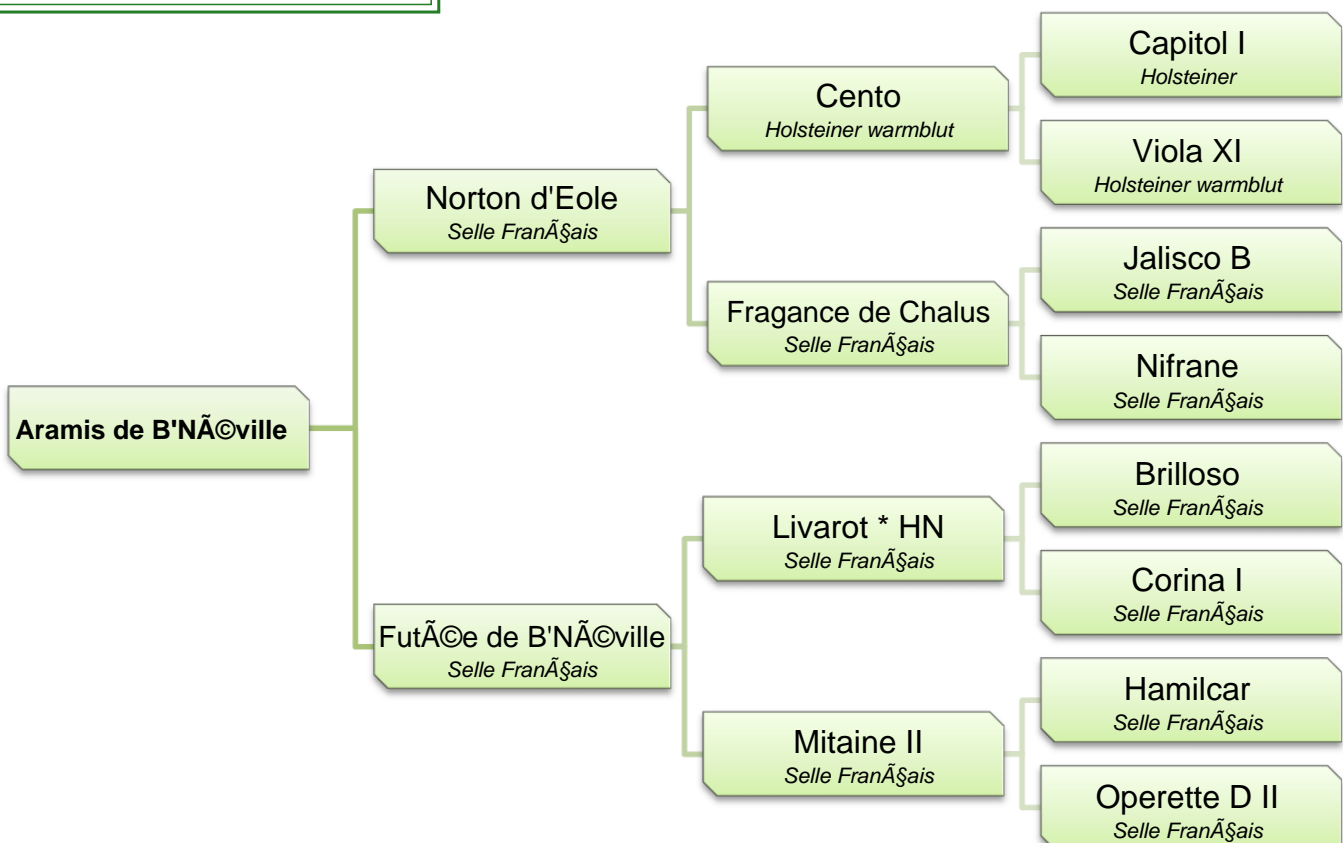 Capitol I
Holsteiner
Cento
Holsteiner warmblut
Viola XI
Holsteiner warmblut
Norton d'Eole
Selle FranÃ§ais
Jalisco B
Selle FranÃ§ais
Fragance de Chalus
Selle FranÃ§ais
Nifrane
Selle FranÃ§ais
Aramis de B'NÃ©ville
Brilloso
Selle FranÃ§ais
Livarot * HN
Selle FranÃ§ais
Corina I
Selle FranÃ§ais
FutÃ©e de B'NÃ©ville
Selle FranÃ§ais
Hamilcar
Selle FranÃ§ais
Mitaine II
Selle FranÃ§ais
Operette D II
Selle FranÃ§ais